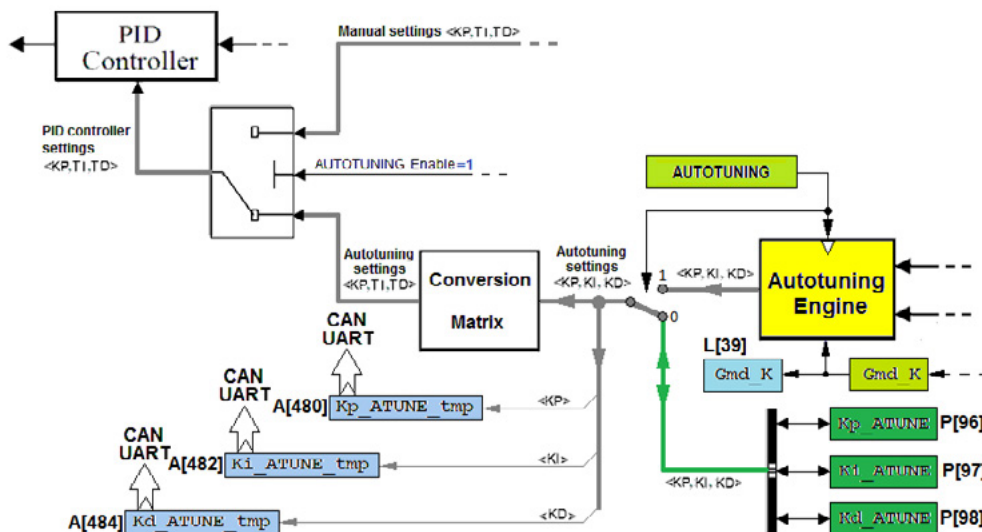 PID
Controller
Manual settings <KP,TI,TD>
PID controller
settings
<KP,TI,TD>
AUTOTUNING Enable=1
AUTOTUNING
Autotuning
settings
<KP,TI,TD>
Conversion
Matrix
Autotuning
settings
<KP, KI, KD>
1
0
<KP, KI, KD>
Autotuning
Engine
L[39]
Gmd_K
Gmd_K
CAN
UART
A[480]
Kp_ATUNE_tmp
<KP>
CAN
UART
A[482]
Ki_ATUNE_tmp
<KI>
CAN
UART
A[484]
Kd_ATUNE_tmp
<KD>
<KP, KI, KD>
Kp_ATUNE
P[96]
Ki_ATUNE
P[97]
Kd_ATUNE
P[98]